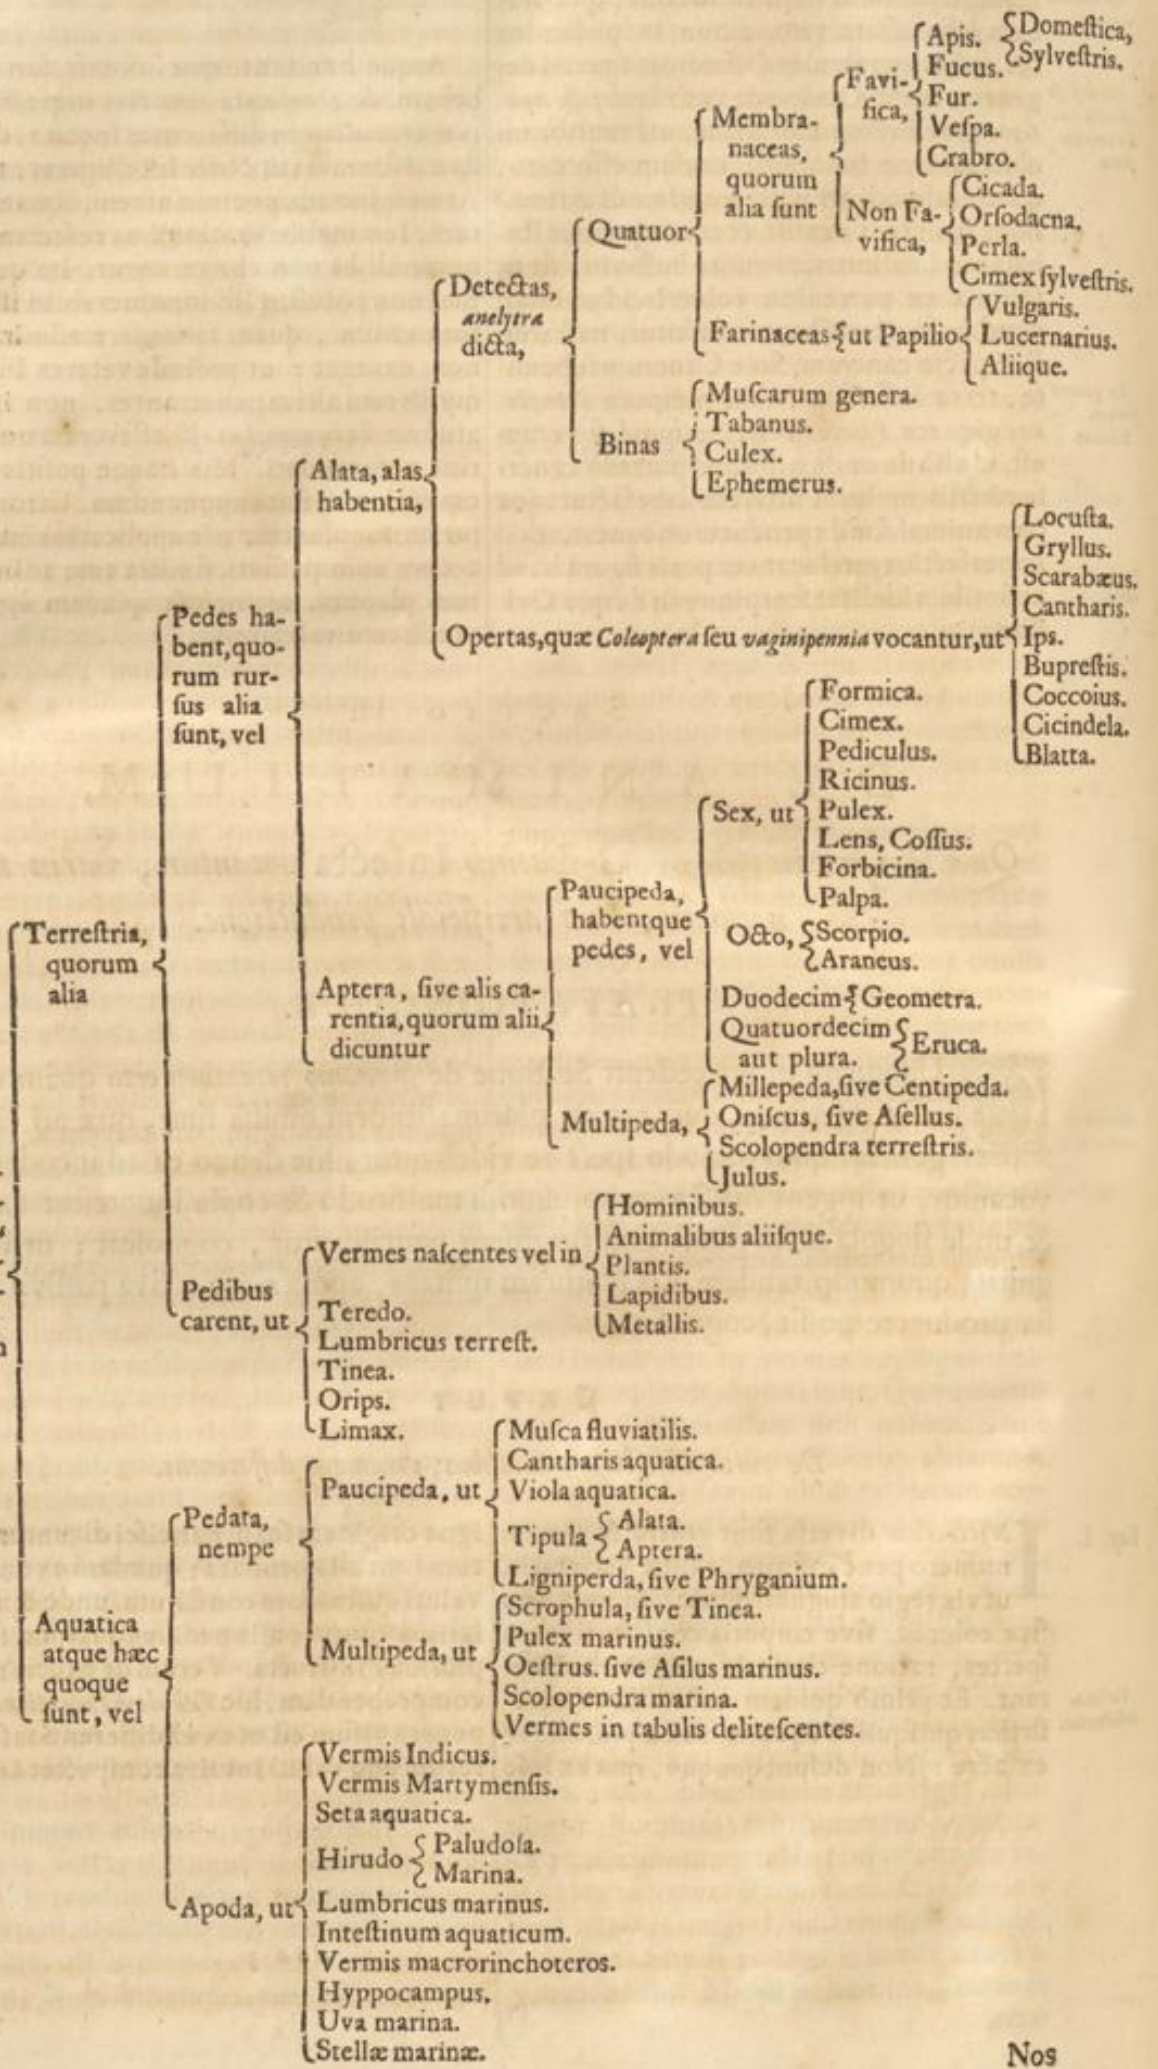 Apis. Domeſtica,
Fucus. Sylveſtris.
Favi-
fica, Fur.
Veſpa.
Crabro.
Membra-
naceas,
quorum
alia ſunt
Non Fa-
vifica,
Cicada.
Orſodacna.
Perla.
Cimex ſylveſtris.
Quatuor
Detectas,
anelytra
dicta,
Farinaceas ut Papilio
Vulgaris.
Lucernarius.
Aliique.
Binas
Muſcarum genera.
Tabanus.
Culex.
Ephemerus.
Alata, alas
habentia,
Opertas, quæ Coleoptera ſeu vaginipennia vocantur, ut
Locuſta.
Gryllus.
Scarabæus.
Cantharis.
Ips.
Bupreſtis.
Coccoius.
Cicindela.
Blatta.
Pedes ha-
bent, quo-
rum rur-
ſus alia
ſunt, vel
Sex, ut
Formica.
Cimex.
Pediculus.
Ricinus.
Pulex.
Lens, Coſſus.
Forbicina.
Palpa.
Paucipeda,
habentque
pedes, vel
Octo, Scorpio.
Araneus.
Duodecim Geometra.
Quatuordecim
aut plura. Eruca.
Aptera, ſive alis ca-
rentia, quorum alii
dicuntur
Multipeda,
Millepeda, ſive Centipeda.
Oniſcus, ſive Aſellus.
Scolopendra terreſtris.
Julus.
Terreſtria,
quorum
alia
Pedibus
carent, ut
Vermes naſcentes vel in
Hominibus.
Animalibus aliiſque.
Plantis.
Lapidibus.
Metallis.
Teredo.
Lumbricus terreſt.
Tinea.
Orips.
Limax.
Aquatica
atque hæc
quoque
ſunt, vel
Pedata,
nempe
Paucipeda, ut
Muſca fluviatilis.
Cantharis aquatica.
Viola aquatica.
Tipula Alata.
Aptera.
Ligniperda, ſive Phryganium.
Multipeda, ut
Scrophula, ſive Tinea.
Pulex marinus.
Oeſtrus. ſive Aſilus marinus.
Scolopendra marina.
Vermes in tabulis deliteſcentes.
Apoda, ut
Vermis Indicus.
Vermis Martymenſis.
Seta aquatica.
Hirudo Paludoſa.
Marina.
Lumbricus marinus.
Inteſtinum aquaticum.
Vermis macrorinchoteros.
Hyppocampus.
Uva marina.
Stellæ marinæ.
Nos